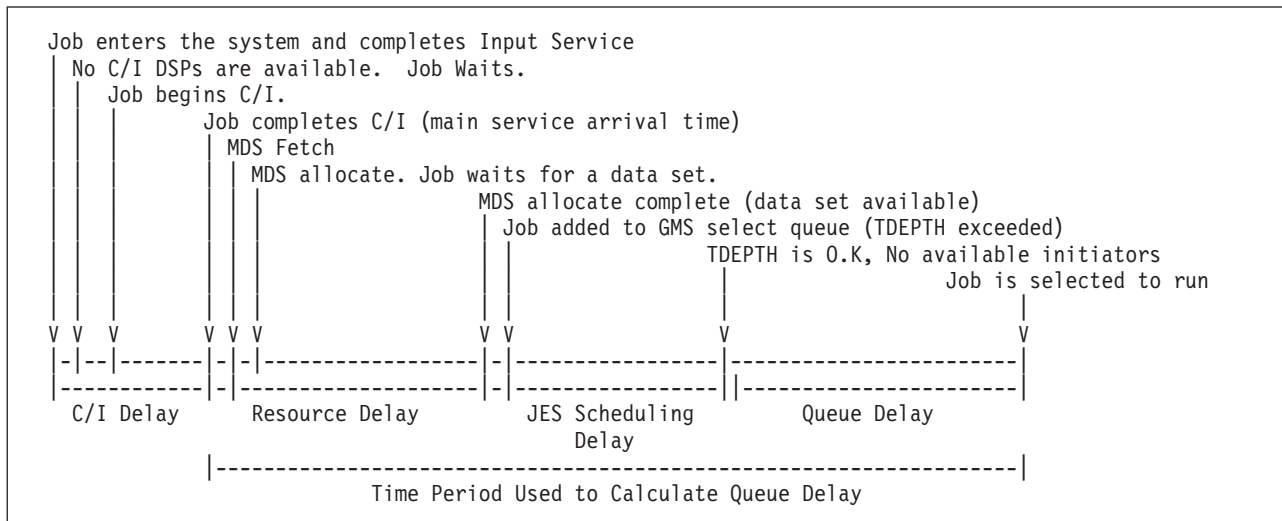 Job enters the system and completes Input Service
No C/I DSPs are available.  Job Waits.
Job begins C/I.
Job completes C/I (main service arrival time)
MDS Fetch
MDS allocate. Job waits for a data set.
MDS allocate complete (data set available)
Job added to GMS select queue (TDEPTH exceeded)
TDEPTH is O.K, No available initiators
Job is selected to run
V V V V V V V V V V
C/I Delay Resource Delay JES Scheduling Queue Delay
Delay
Time Period Used to Calculate Queue Delay